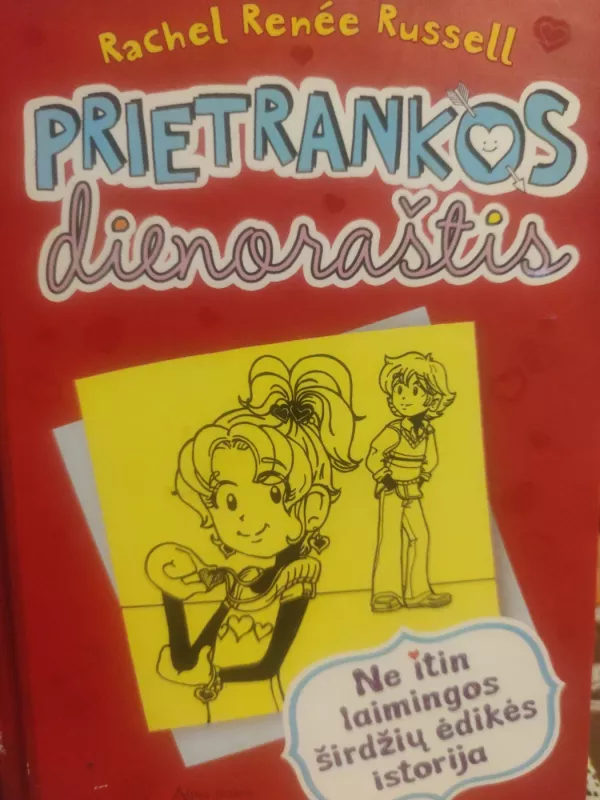 Rachel Renée Russell
PRIETRANKOS
dienoraštis
Ne itin
laimingos
širdžių ėdikės
istorija